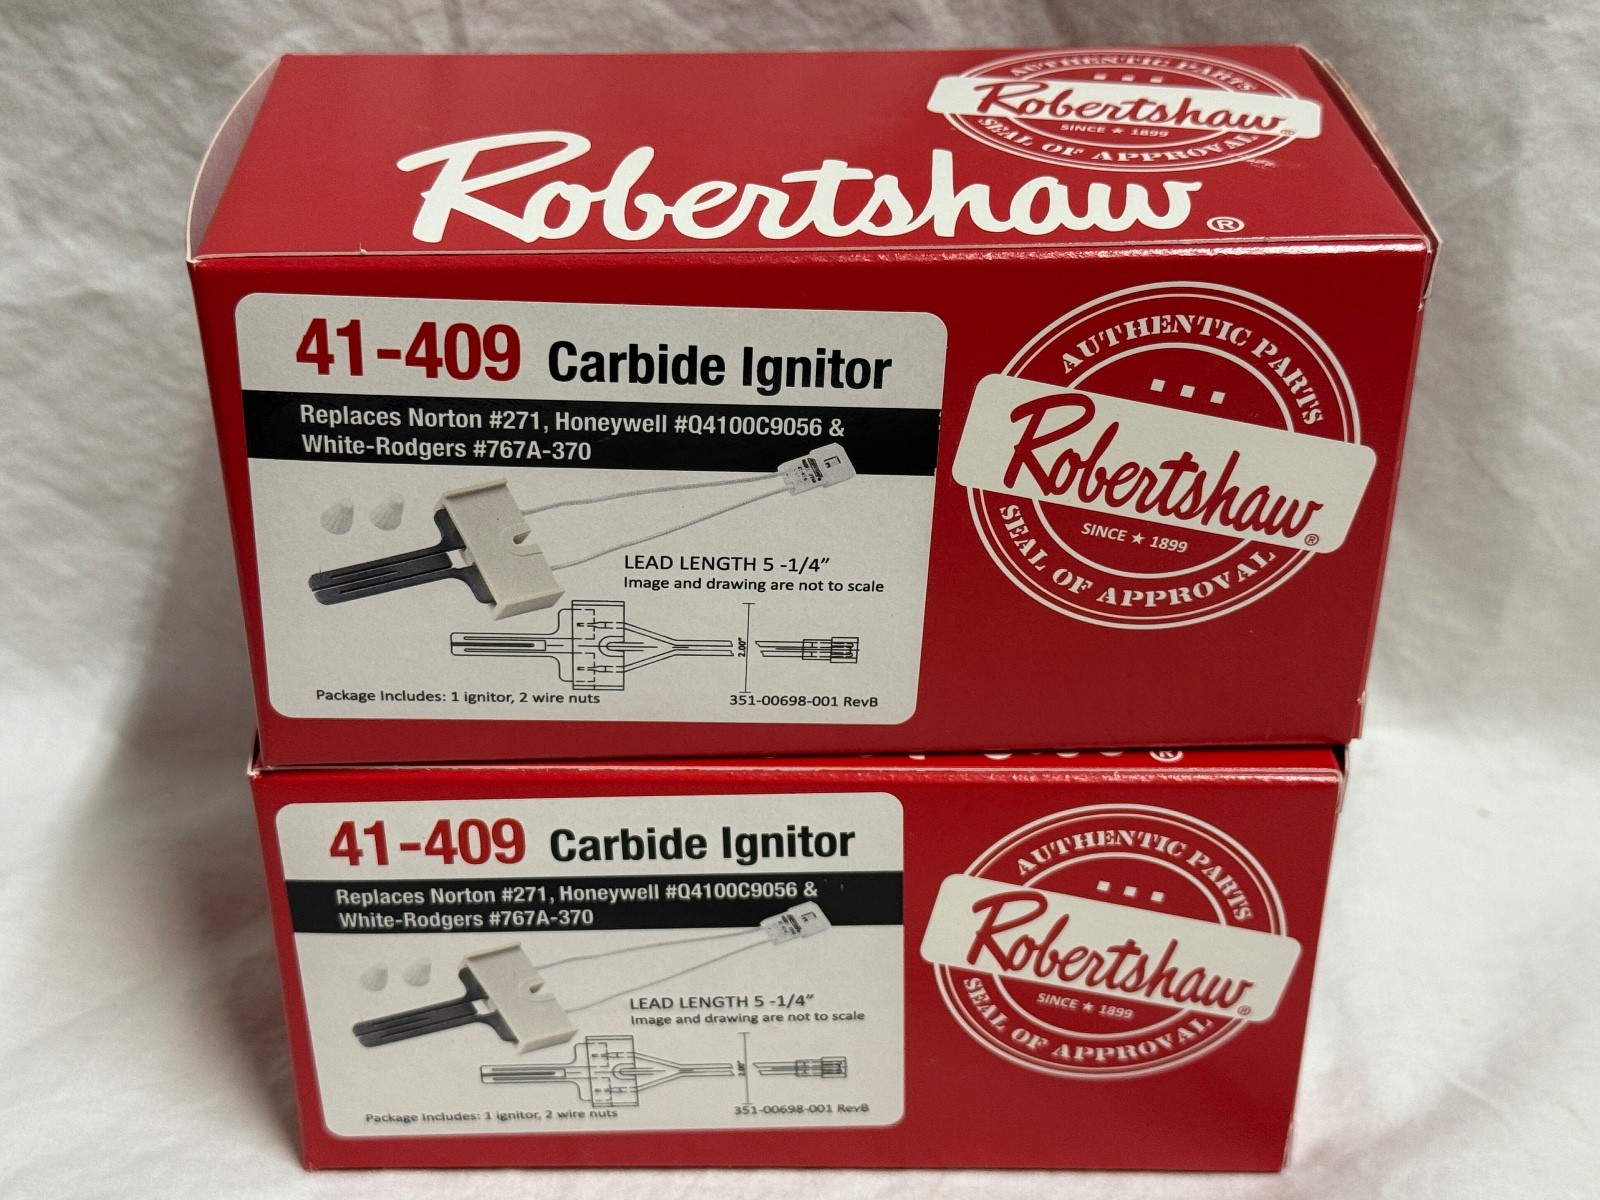 AUTHENTIC PARTS
Robertshaw®
SINCE ★ 1899
SEAL OF APPROVAL
Robertshaw®
41-409 Carbide Ignitor
Replaces Norton #271, Honeywell #Q4100C9056 &
White-Rodgers #767A-370
LEAD LENGTH 5 -1/4”
Image and drawing are not to scale
2.00"
Package Includes: 1 ignitor, 2 wire nuts
351-00698-001 RevB
AUTHENTIC PARTS
Robertshaw®
SINCE ★ 1899
SEAL OF APPROVAL
®
41-409 Carbide Ignitor
Replaces Norton #271, Honeywell #Q4100C9056 &
White-Rodgers #767A-370
LEAD LENGTH 5 -1/4”
Image and drawing are not to scale
2.00"
Package Includes: 1 ignitor, 2 wire nuts
351-00698-001 RevB
AUTHENTIC PARTS
Robertshaw®
SINCE ★ 1899
SEAL OF APPROVAL